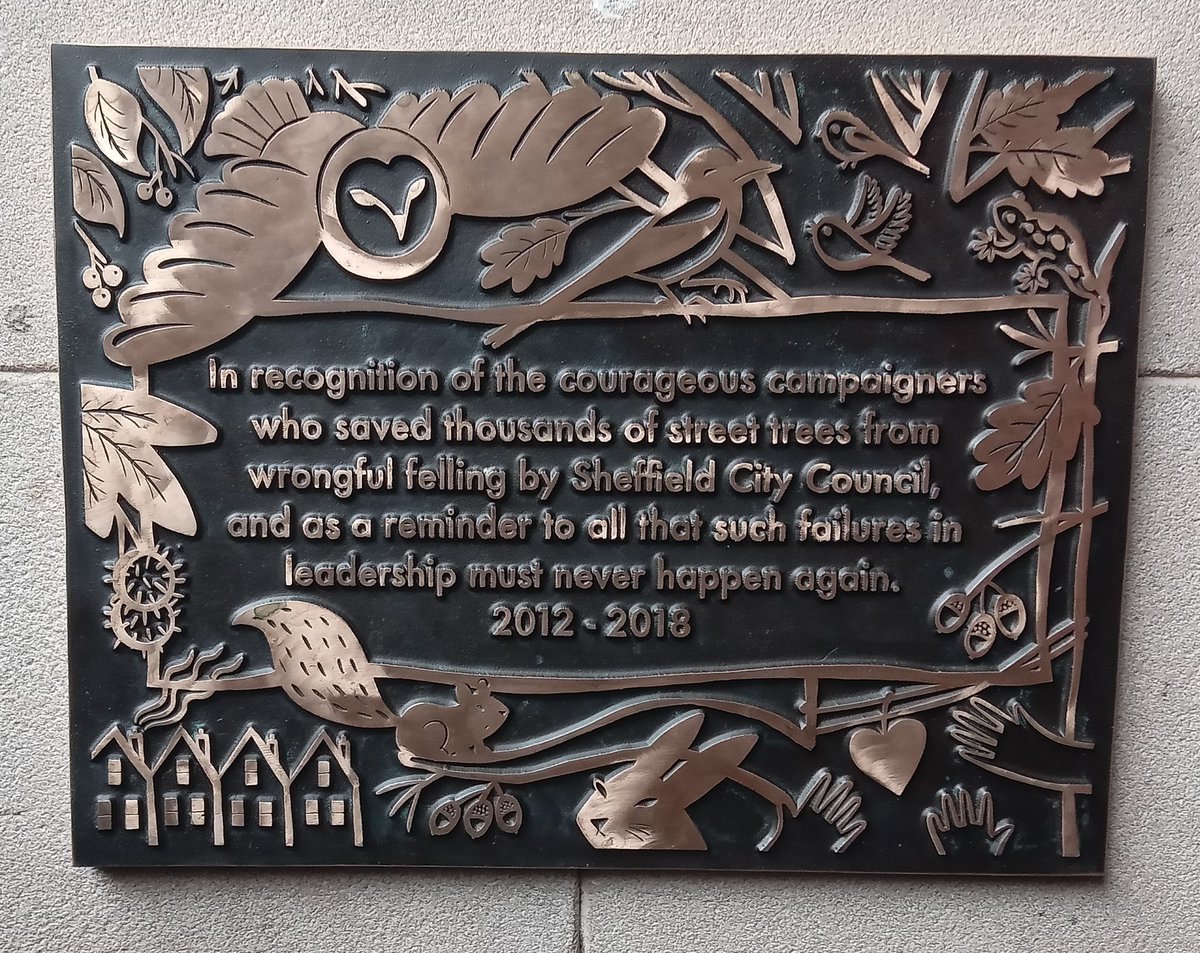 In recognition of the courageous campaigners
who saved thousands of street trees from
wrongful felling by Sheffield City Council,
and as a reminder to all that such failures in
leadership must never happen again.
2012 - 2018